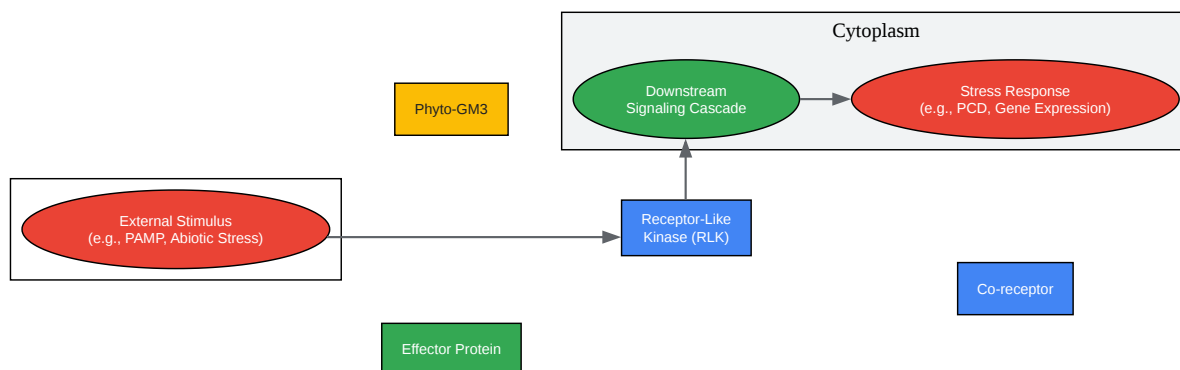 Cytoplasm
Downstream
Signaling Cascade
Stress Response
(e.g., PCD, Gene Expression)
Phyto-GM3
External Stimulus
(e.g., PAMP, Abiotic Stress)
Receptor-Like
Kinase (RLK)
Co-receptor
Effector Protein